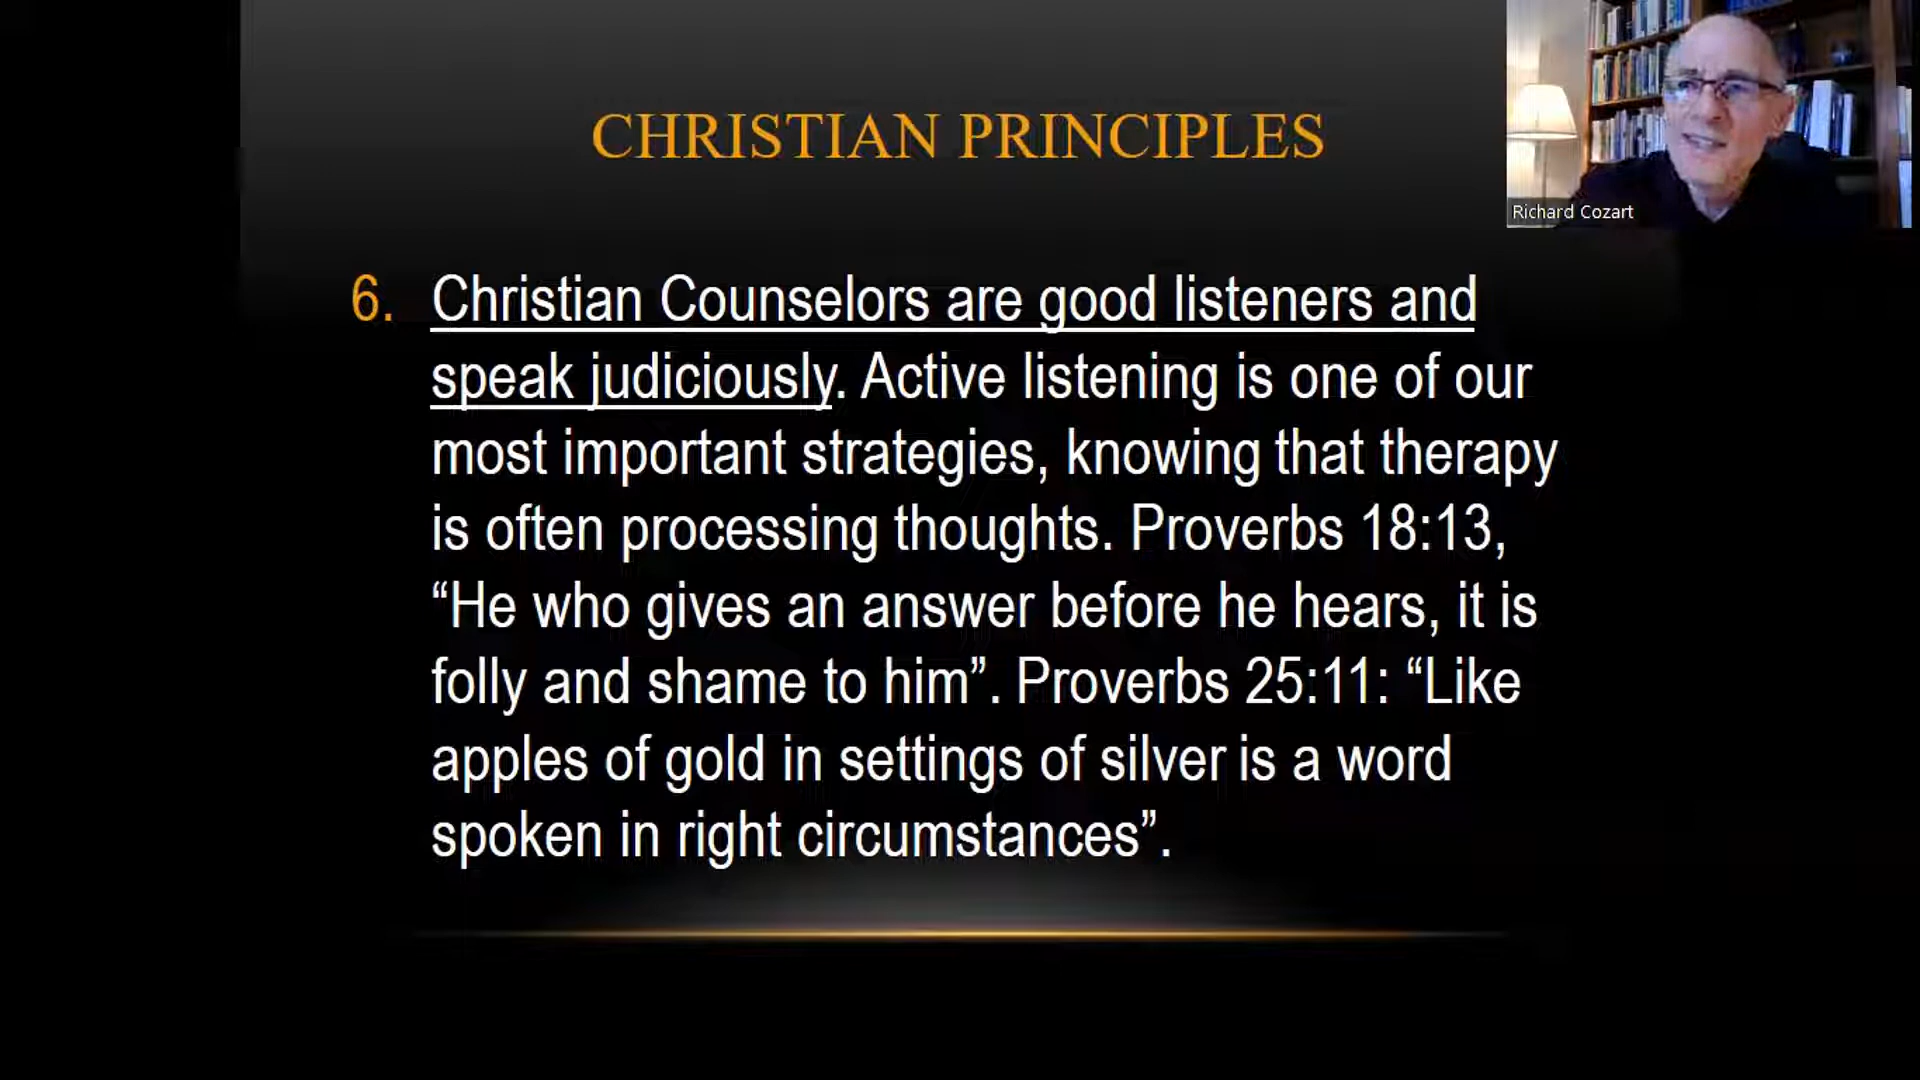 CHRISTIAN PRINCIPLES
Richard Cozart
6. Christian Counselors are good listeners and
speak judiciously. Active listening is one of our
most important strategies, knowing that therapy
is often processing thoughts. Proverbs 18:13,
“He who gives an answer before he hears, it is
folly and shame to him”. Proverbs 25:11: “Like
apples of gold in settings of silver is a word
spoken in right circumstances”.